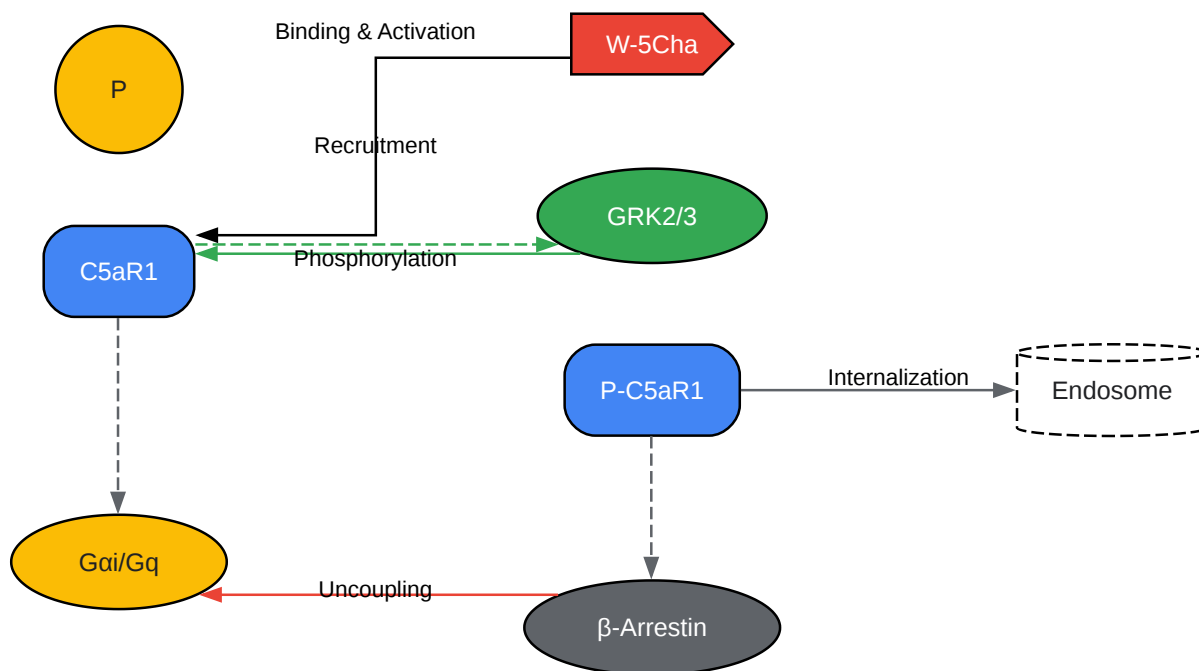 Binding & Activation
W-5Cha
P
Recruitment
GRK2/3
C5aR1
Phosphorylation
P-C5aR1
Internalization
Endosome
Gαi/Gq
Uncoupling
β-Arrestin